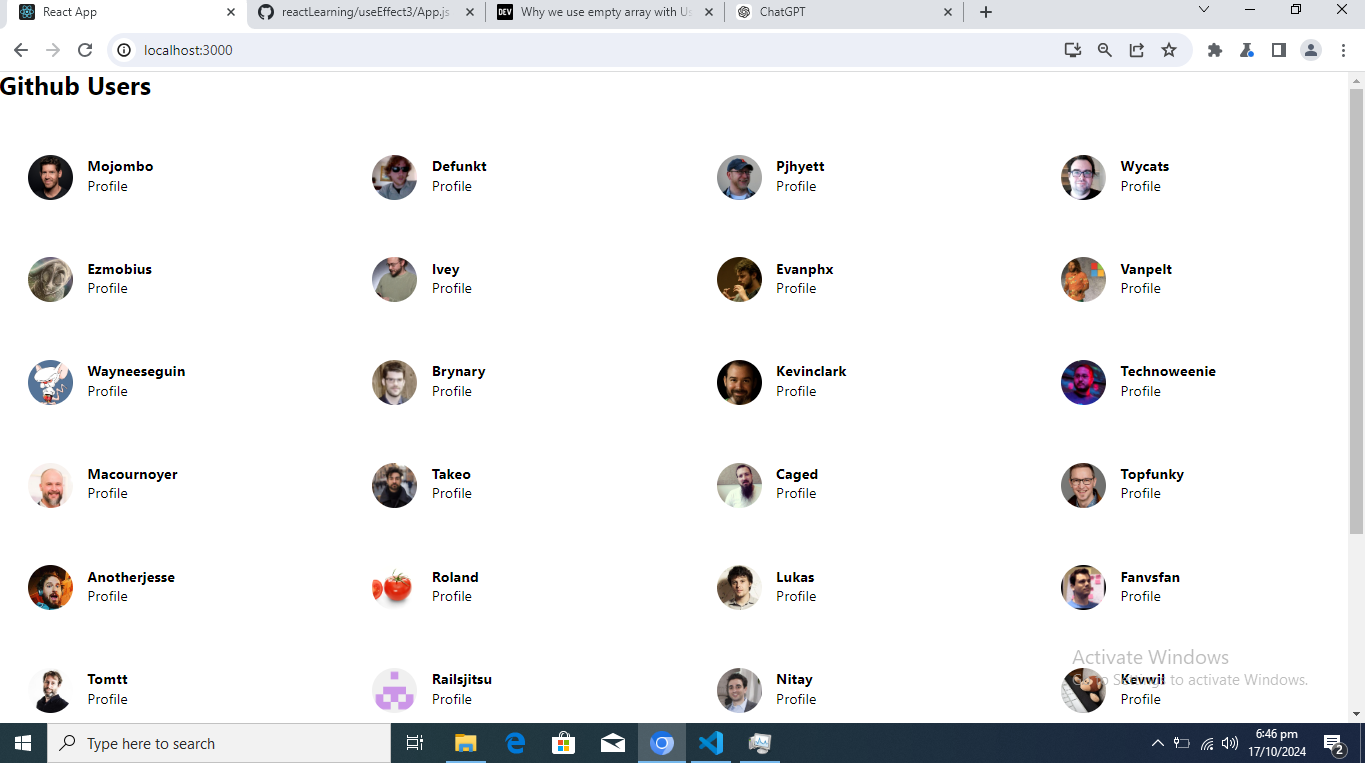 React App
reactLearning/useEffect3/App.js
DEV Why we use empty array with Us
ChatGPT
localhost:3000
Github Users
Mojombo
Profile
Defunkt
Profile
Pjhyett
Profile
Wycats
Profile
Ezmobius
Profile
Ivey
Profile
Evanphx
Profile
Vanpelt
Profile
Wayneeseguin
Profile
Brynary
Profile
Kevinclark
Profile
Technoweenie
Profile
Macournoyer
Profile
Takeo
Profile
Caged
Profile
Topfunky
Profile
Anotherjesse
Profile
Roland
Profile
Lukas
Profile
Fanvsfan
Profile
Tomtt
Profile
Railsjitsu
Profile
Nitay
Profile
Kevwil
Profile
Activate Windows
Go to Settings to activate Windows.
Type here to search
6:46 pm
17/10/2024
2